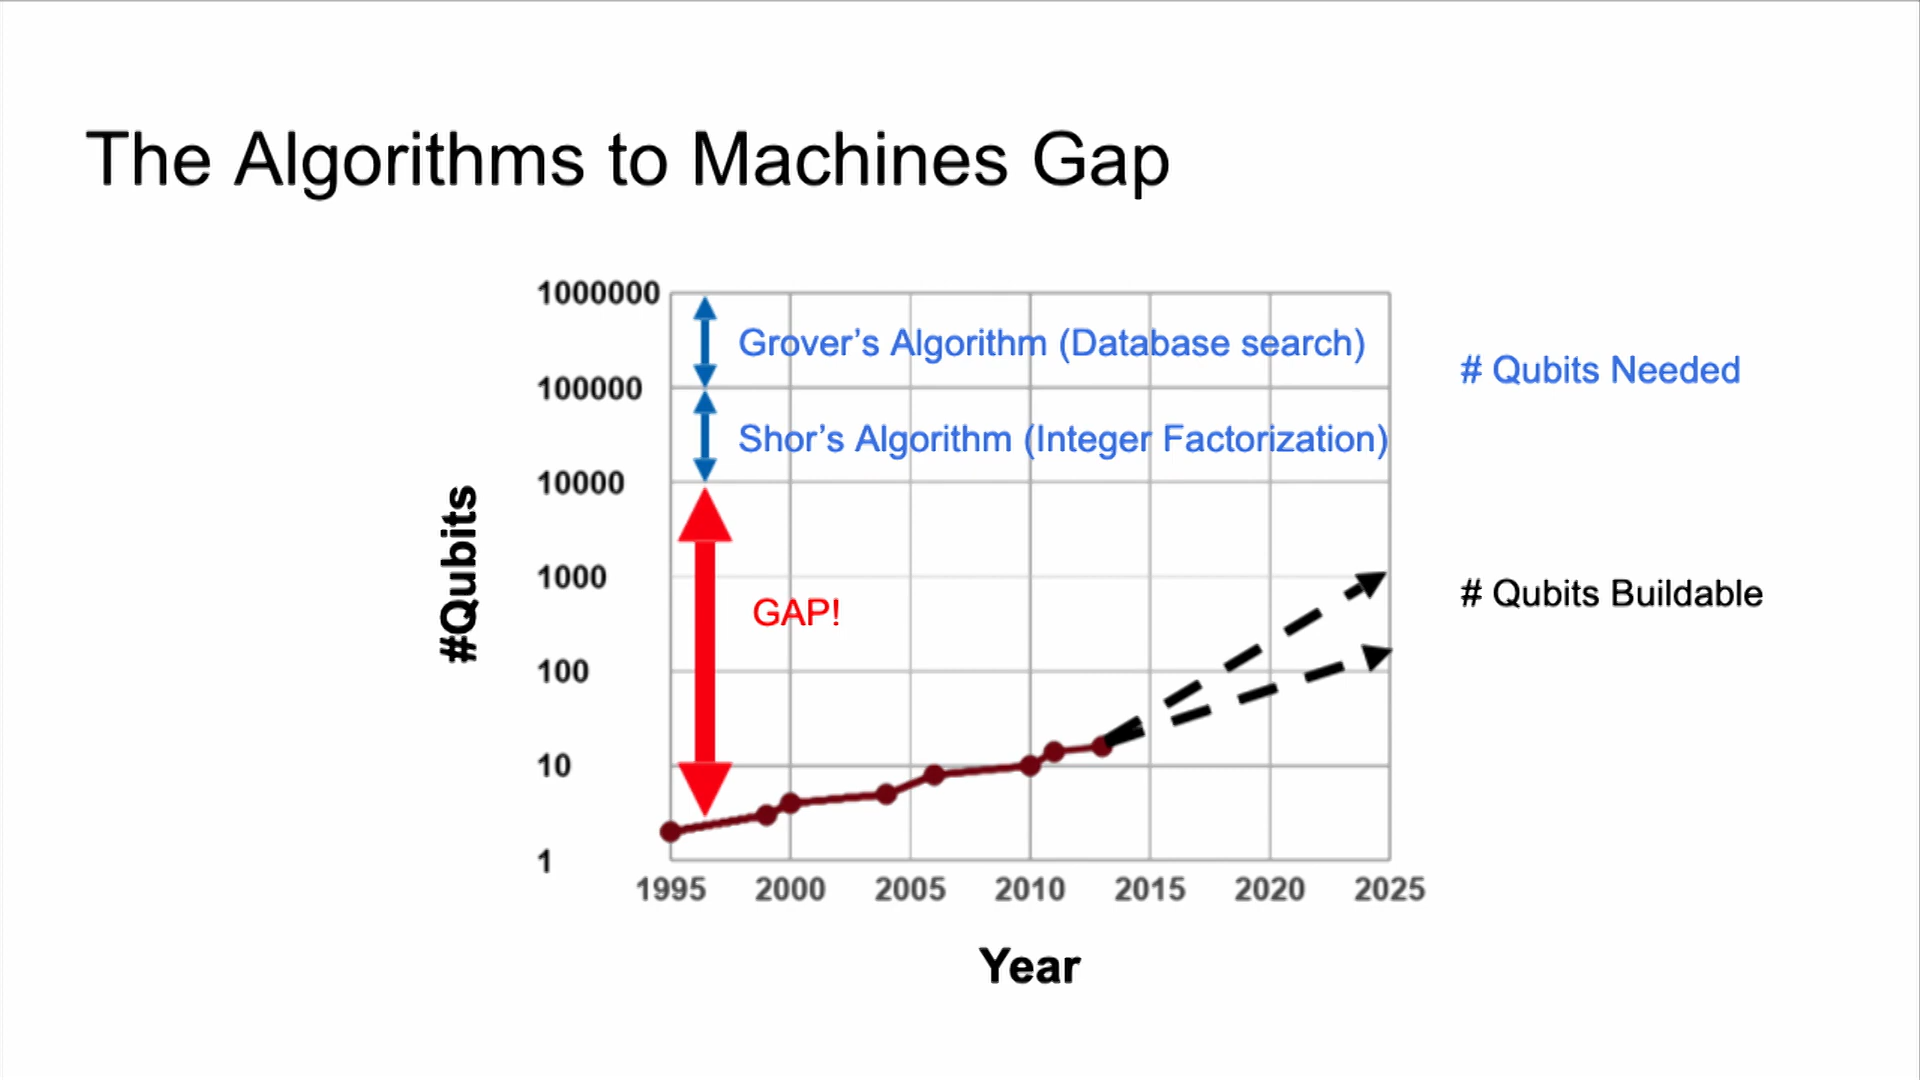 The Algorithms to Machines Gap
1000000
Grover’s Algorithm (Database search)
# Qubits Needed
100000
Shor’s Algorithm (Integer Factorization)
10000
#Qubits
1000
# Qubits Buildable
GAP!
100
10
1
1995 2000 2005 2010 2015 2020 2025
Year